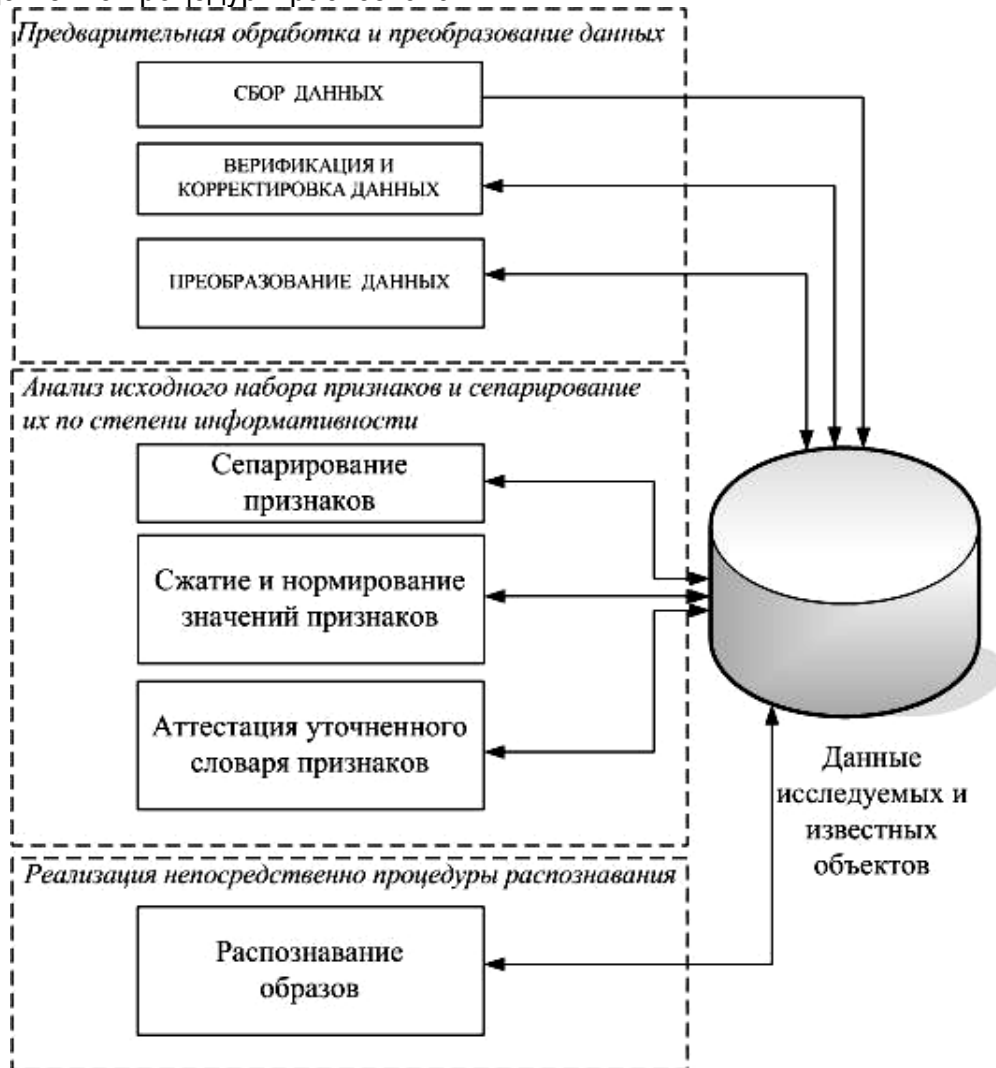 Предварительная обработка и преобразование данных
СБОР ДАННЫХ
ВЕРИФИКАЦИЯ И
КОРРЕКТИРОВКА ДАННЫХ
ПРЕОБРАЗОВАНИЕ ДАННЫХ
Анализ исходного набора признаков и сепарирование
их по степени информативности
Сепарирование
признаков
Сжатие и нормирование
значений признаков
Аттестация уточненного
словаря признаков
Данные
исследуемых и
известных
объектов
Реализация непосредственно процедуры распознавания
Распознавание
образов